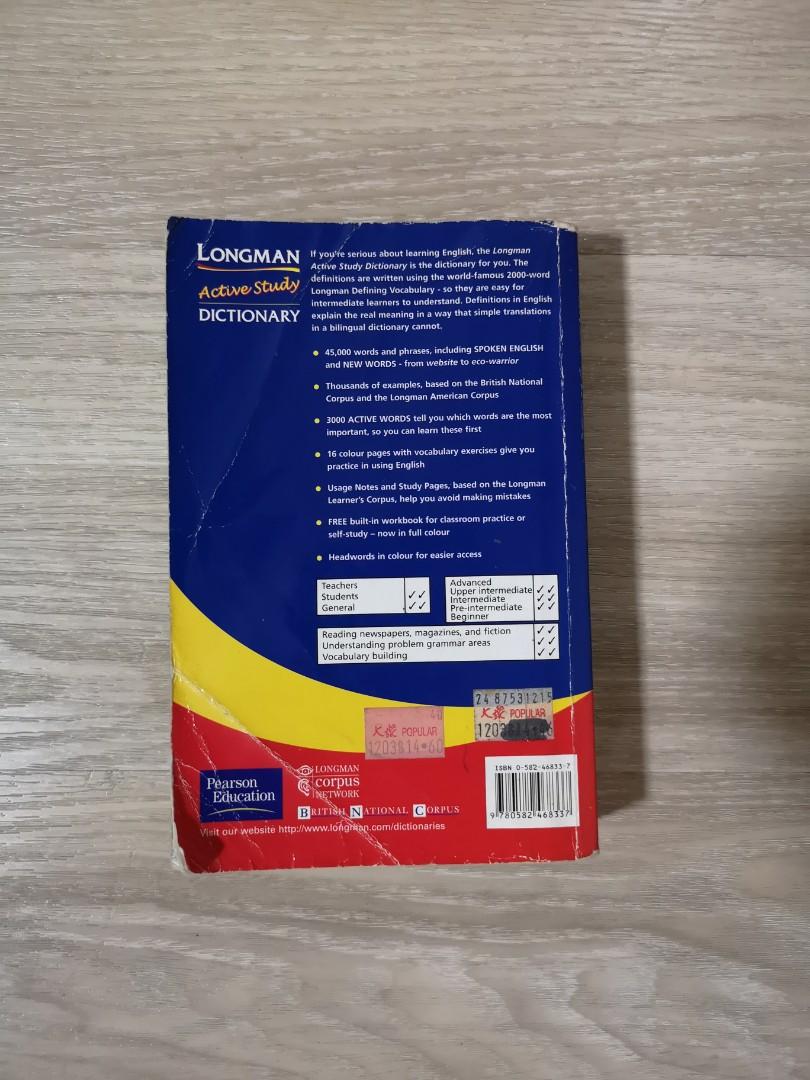 LONGMAN
Active Study
DICTIONARY
If you're serious about learning English, the Longman
Active Study Dictionary is the dictionary for you. The
definitions are written using the world-famous 2000-word
Longman Defining Vocabulary - so they are easy for
intermediate learners to understand. Definitions in English
explain the real meaning in a way that simple translations
in a bilingual dictionary cannot.
45,000 words and phrases, including SPOKEN ENGLISH
and NEW WORDS - from website to eco-warrior
Thousands of examples, based on the British National
Corpus and the Longman American Corpus
3000 ACTIVE WORDS tell you which words are the most
important, so you can learn these first
16 colour pages with vocabulary exercises give you
practice in using English
Usage Notes and Study Pages, based on the Longman
Learner's Corpus, help you avoid making mistakes
FREE built-in workbook for classroom practice or
self-study – now in full colour
Headwords in colour for easier access
Teachers
Students ✓✓
General ✓✓
Advanced
Upper intermediate ✓✓
Intermediate ✓✓
Pre-intermediate ✓✓
Beginner
Reading newspapers, magazines, and fiction ✓✓
Understanding problem grammar areas ✓✓
Vocabulary building ✓✓
24 87531215
POPULAR
POPULAR
Pearson
Education
LONGMAN
corpus
NETWORK
BRITISH NATIONAL CORPUS
Visit our website http://www.longman.com/dictionaries
ISBN 0-582-46833-7
9 780582 468337